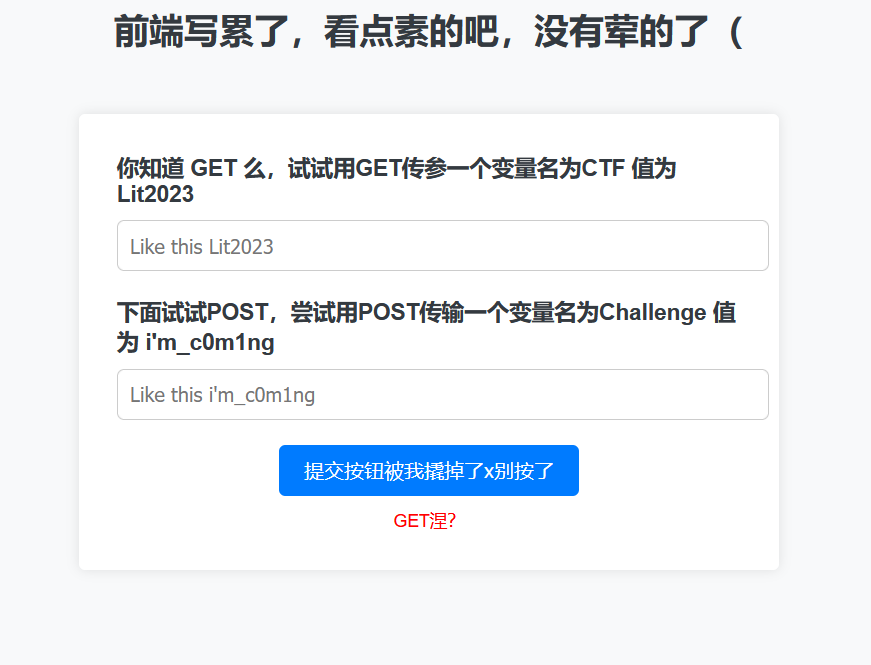 前端写累了，看点素的吧，没有荤的了（
你知道 GET 么，试试用GET传参一个变量名为CTF 值为
Lit2023
Like this Lit2023
下面试试POST，尝试用POST传输一个变量名为Challenge 值
为 i'm_c0m1ng
Like this i'm_c0m1ng
提交按钮被我撬掉了x别按了
GET涅？